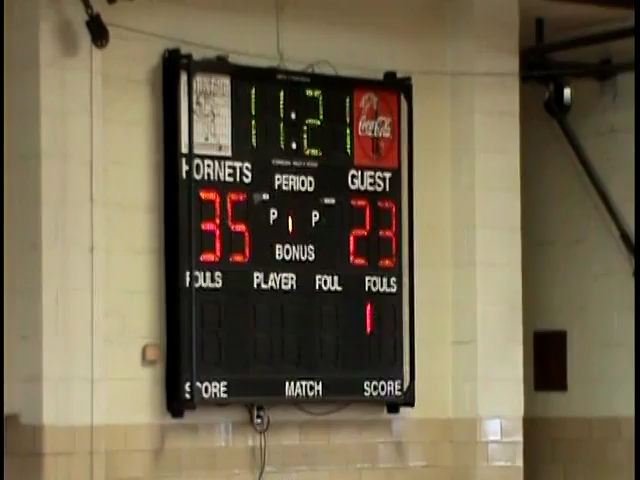 11:21
Coca-Cola
HORNETS PERIOD GUEST
35 P 1 P 23
BONUS
FOULS PLAYER FOUL FOULS
1
SCORE MATCH SCORE